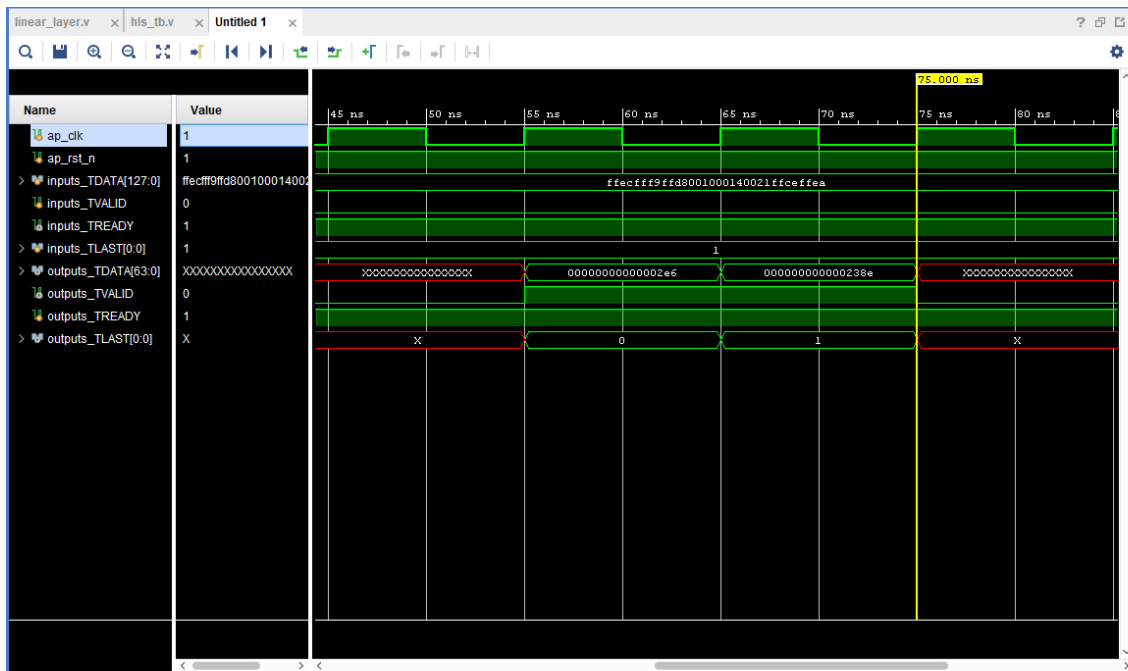 linear_layer.v × hls_tb.v × Untitled 1 × ?
75.000 ns
Name Value 45 ns 50 ns 55 ns 60 ns 65 ns 70 ns 75 ns 80 ns
ap_clk 1
ap_rst_n 1
inputs_TDATA[127:0] ffecfff9ffd800100014002 ffecfff9ffd8001000140021ffceffea
inputs_TVALID 0
inputs_TREADY 1
inputs_TLAST[0:0] 1 1
outputs_TDATA[63:0] XXXXXXXXXXXXXXXX XXXXXXXXXXXXXXXX 00000000000002e6 000000000000238e XXXXXXXXXXXXXXXX
outputs_TVALID 0
outputs_TREADY 1
outputs_TLAST[0:0] X X 0 1 X